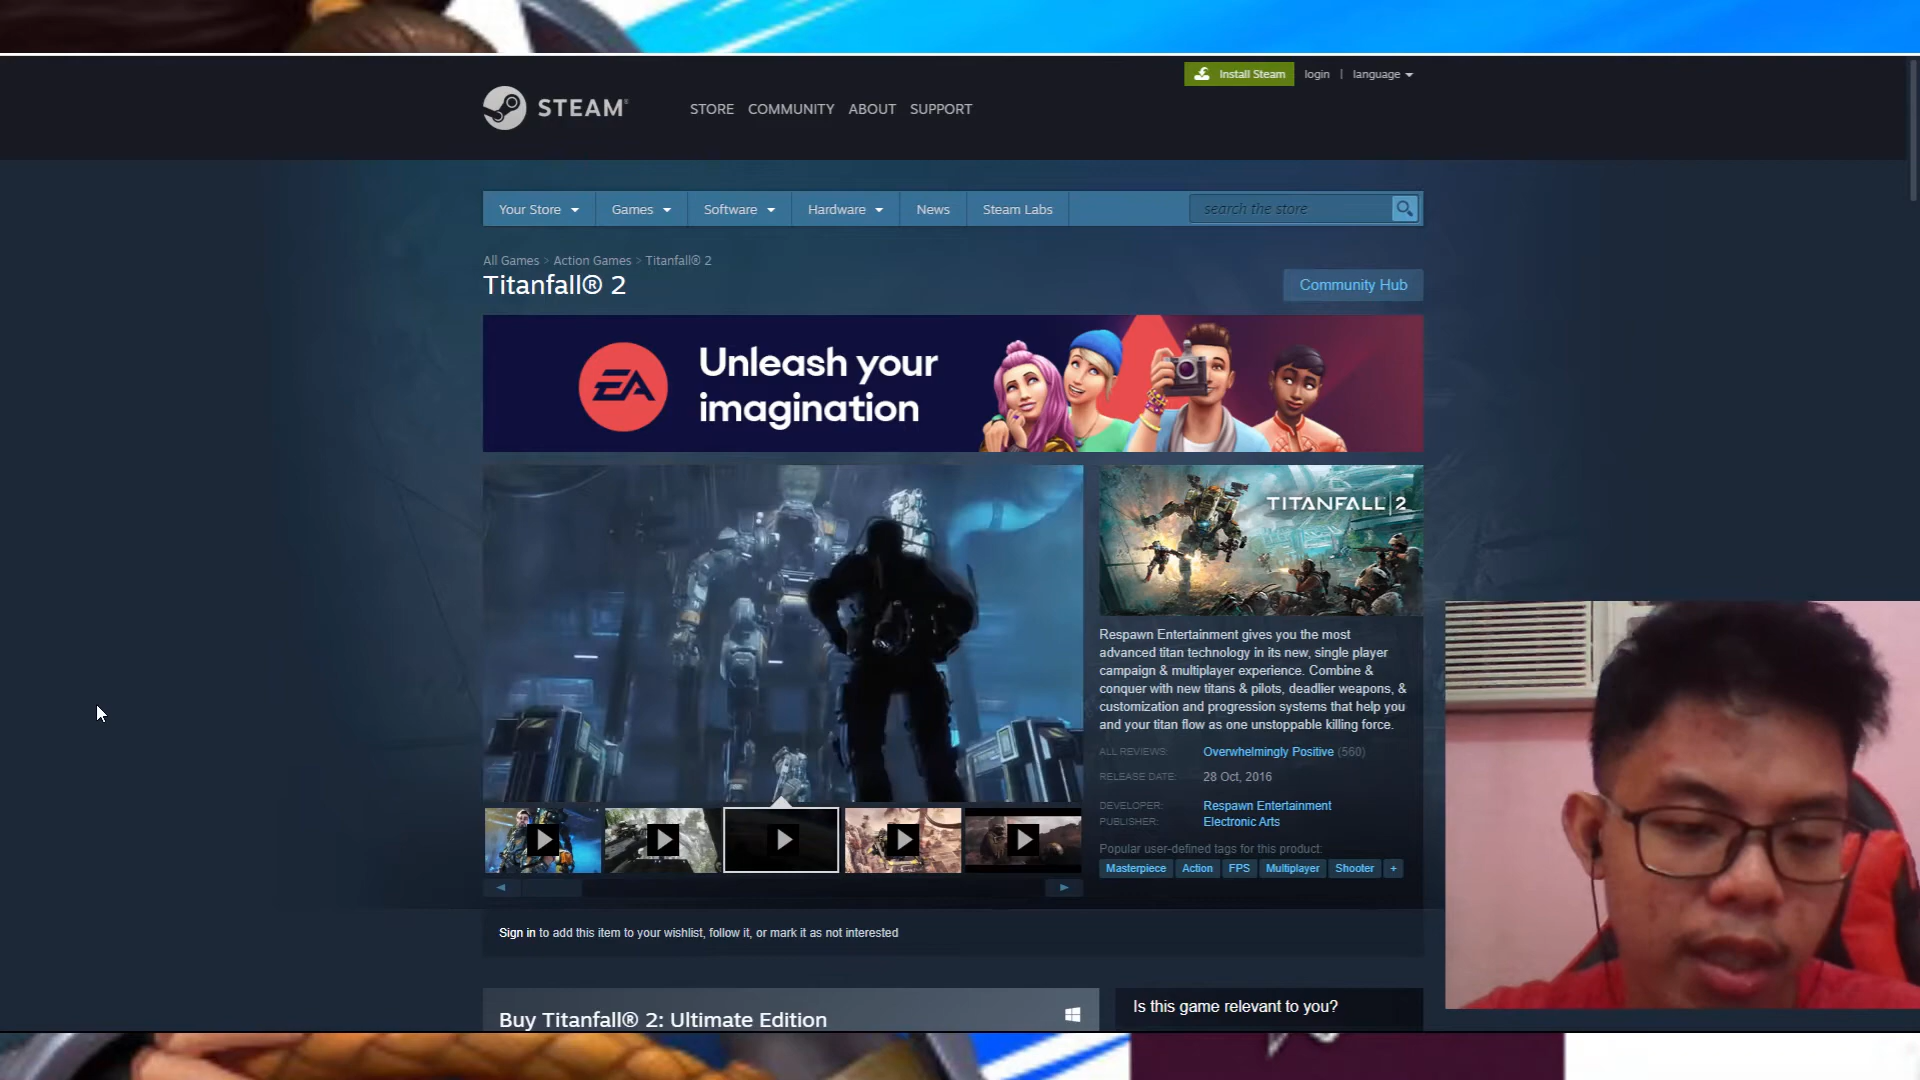 Install Steam login | language
STEAM®
STORE COMMUNITY ABOUT SUPPORT
Your Store Games Software Hardware News Steam Labs search the store
All Games > Action Games > Titanfall® 2
Titanfall® 2
Community Hub
EA
Unleash your
imagination
TITANFALL|2
Respawn Entertainment gives you the most
advanced titan technology in its new, single player
campaign & multiplayer experience. Combine &
conquer with new titans & pilots, deadlier weapons, &
customization and progression systems that help you
and your titan flow as one unstoppable killing force.
ALL REVIEWS: Overwhelmingly Positive (560)
RELEASE DATE: 28 Oct, 2016
DEVELOPER: Respawn Entertainment
PUBLISHER: Electronic Arts
Popular user-defined tags for this product:
Masterpiece Action FPS Multiplayer Shooter +
Sign in to add this item to your wishlist, follow it, or mark it as not interested
Buy Titanfall® 2: Ultimate Edition
Is this game relevant to you?